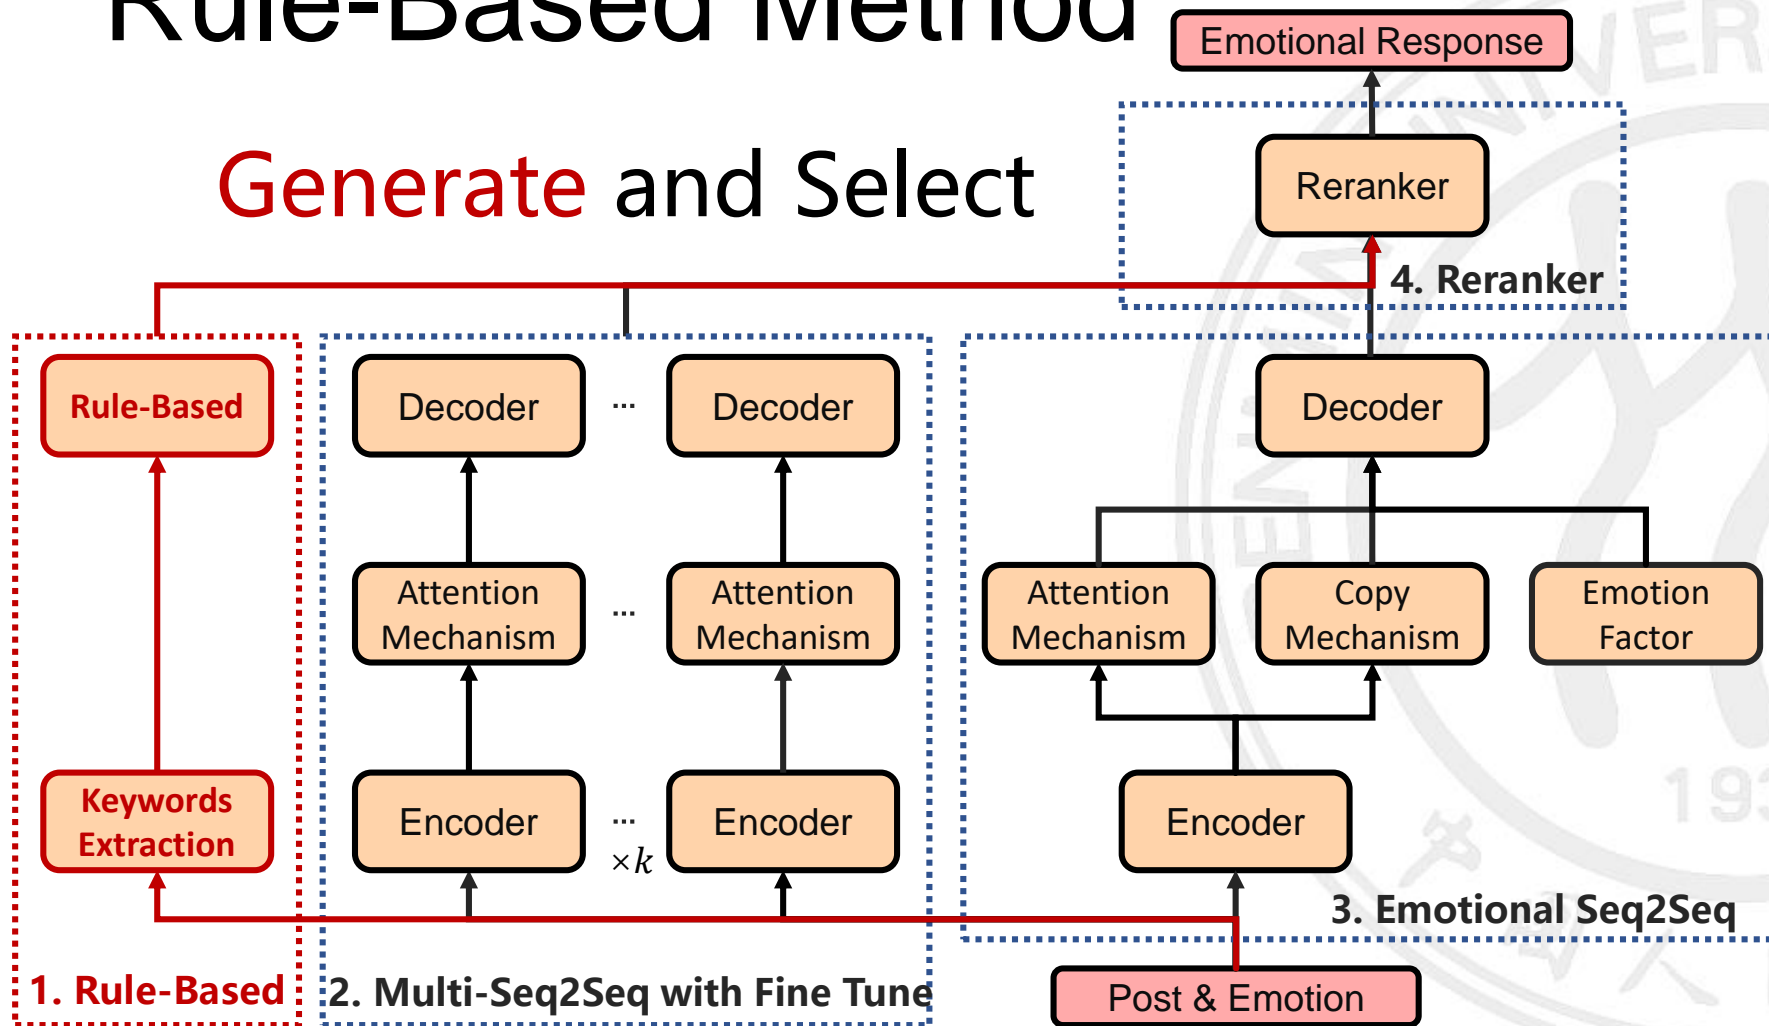 Rule-Based Method
Emotional Response
Generate and Select
Reranker
4. Reranker
Rule-Based
Decoder
...
Decoder
Decoder
Attention
Mechanism
...
Attention
Mechanism
Attention
Mechanism
Copy
Mechanism
Emotion
Factor
Keywords
Extraction
Encoder
...
×k
Encoder
Encoder
3. Emotional Seq2Seq
1. Rule-Based
2. Multi-Seq2Seq with Fine Tune
Post & Emotion